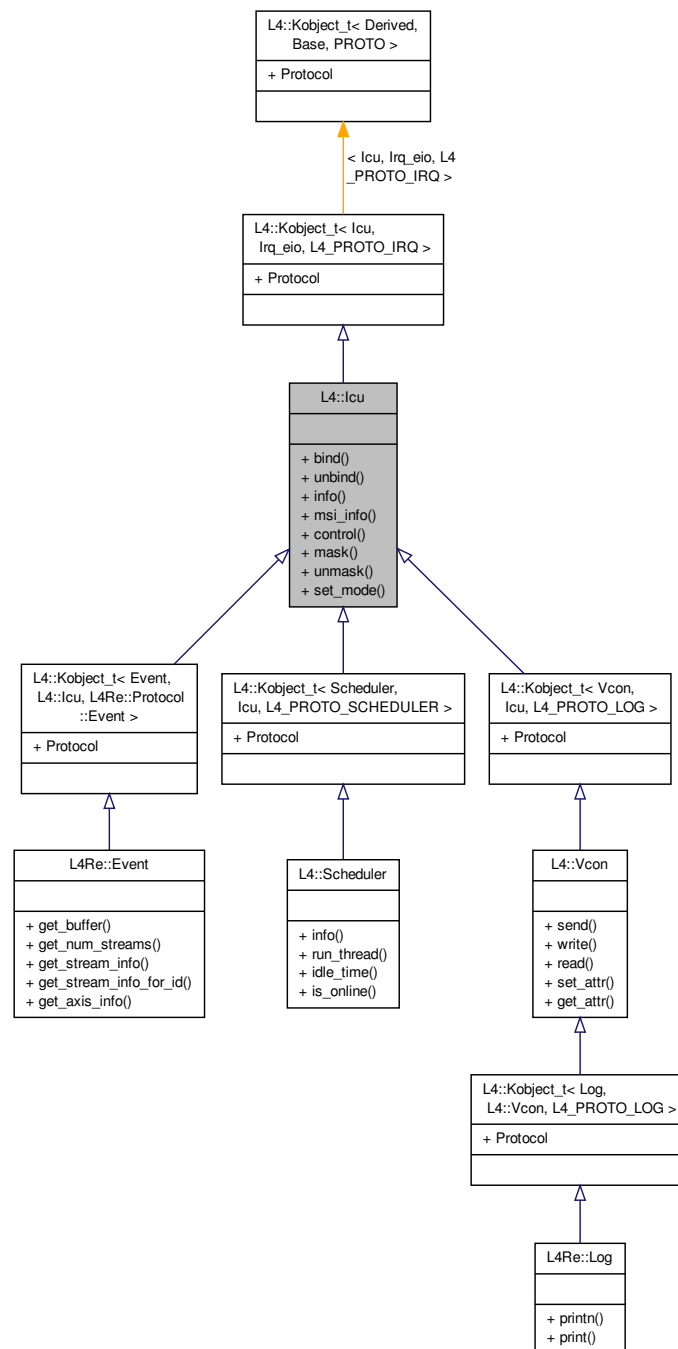 L4::Kobject_t< Derived,
Base, PROTO >
+ Protocol
< Icu, Irq_eio, L4
_PROTO_IRQ >
L4::Kobject_t< Icu,
Irq_eio, L4_PROTO_IRQ >
+ Protocol
L4::Icu
+ bind()
+ unbind()
+ info()
+ msi_info()
+ control()
+ mask()
+ unmask()
+ set_mode()
L4::Kobject_t< Event,
L4::Icu, L4Re::Protocol
::Event >
+ Protocol
L4::Kobject_t< Scheduler,
Icu, L4_PROTO_SCHEDULER >
+ Protocol
L4::Kobject_t< Vcon,
Icu, L4_PROTO_LOG >
+ Protocol
L4Re::Event
+ get_buffer()
+ get_num_streams()
+ get_stream_info()
+ get_stream_info_for_id()
+ get_axis_info()
L4::Scheduler
+ info()
+ run_thread()
+ idle_time()
+ is_online()
L4::Vcon
+ send()
+ write()
+ read()
+ set_attr()
+ get_attr()
L4::Kobject_t< Log,
L4::Vcon, L4_PROTO_LOG >
+ Protocol
L4Re::Log
+ printn()
+ print()